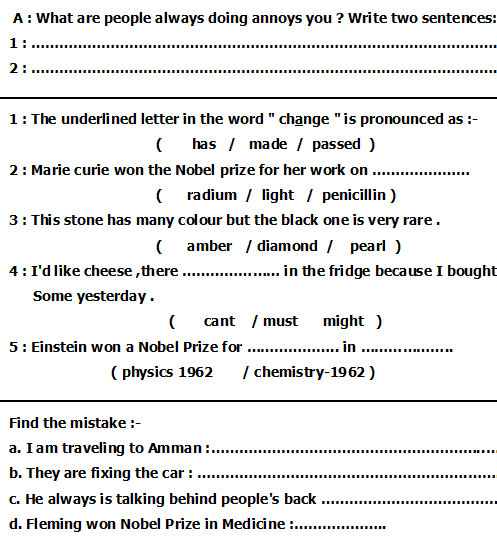 A : What are people always doing annoys you ? Write two sentences:
1 : ........................................................................................................
2 : ........................................................................................................
1 : The underlined letter in the word " change " is pronounced as :-
( has / made / passed )
2 : Marie curie won the Nobel prize for her work on .....................
( radium / light / penicillin )
3 : This stone has many colour but the black one is very rare .
( amber / diamond / pearl )
4 : I'd like cheese ,there ..................... in the fridge because I bought
Some yesterday .
( cant / must might )
5 : Einstein won a Nobel Prize for .................... in ....................
( physics 1962 / chemistry-1962 )
Find the mistake :-
a. I am traveling to Amman :..............................................................
b. They are fixing the car : .................................................................
c. He always is talking behind people's back ......................................
d. Fleming won Nobel Prize in Medicine :....................